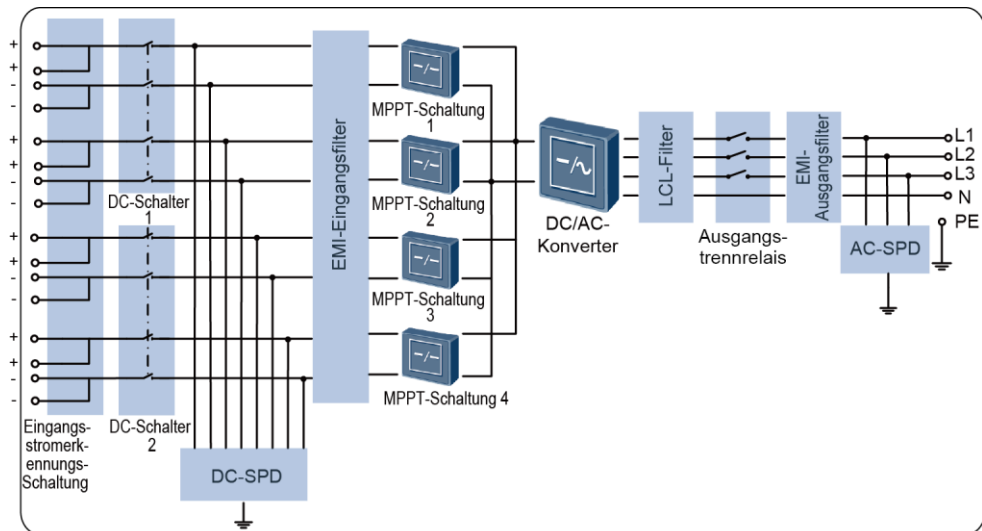 +
+
-
-
+
+
-
-
+
+
-
-
+
+
-
-
Eingangs-
stromerk-
ennungs-
Schaltung
DC-Schalter
1
DC-Schalter
2
DC-SPD
EMI-Eingangsfilter
MPPT-Schaltung
1
MPPT-Schaltung
2
MPPT-Schaltung
3
MPPT-Schaltung 4
DC/AC-
Konverter
LCL-Filter
Ausgangs-
trennrelais
EMI-
Ausgangsfilter
AC-SPD
L1
L2
L3
N
PE